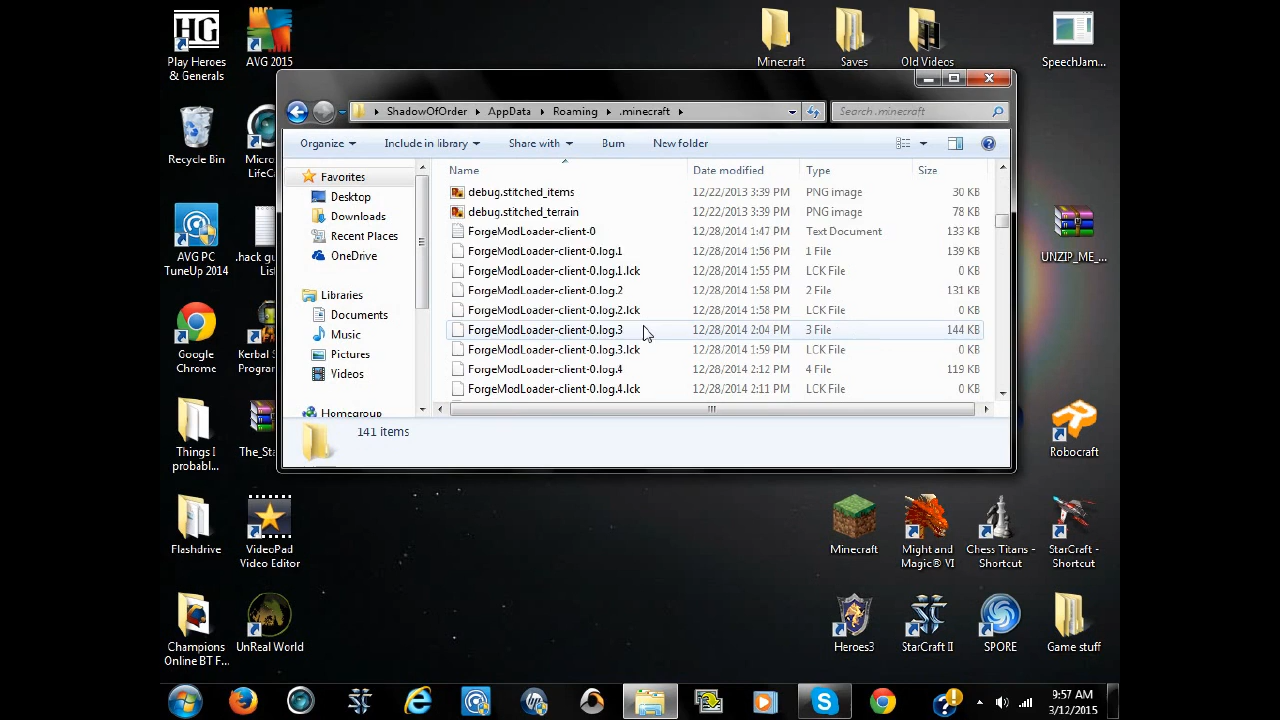 HG
Play Heroes
& Generals
AVG 2015
Minecraft
Saves
Old Videos
SpeechJam...
ShadowOfOrder
AppData
Roaming
.minecraft
Search .minecraft
Organize
Include in library
Share with
Burn
New folder
Recycle Bin
Micro
LifeC
Favorites
Desktop
Downloads
Recent Places
OneDrive
Libraries
Documents
Music
Pictures
Videos
Homegroup
Name
Date modified
Type
Size
debug.stitched_items 12/22/2013 3:39 PM PNG image 30 KB
debug.stitched_terrain 12/22/2013 3:39 PM PNG image 78 KB
ForgeModLoader-client-0 12/28/2014 1:47 PM Text Document 133 KB
ForgeModLoader-client-0.log.1 12/28/2014 1:56 PM 1 File 139 KB
ForgeModLoader-client-0.log.1.lck 12/28/2014 1:55 PM LCK File 0 KB
ForgeModLoader-client-0.log.2 12/28/2014 1:58 PM 2 File 131 KB
ForgeModLoader-client-0.log.2.lck 12/28/2014 1:58 PM LCK File 0 KB
ForgeModLoader-client-0.log.3 12/28/2014 2:04 PM 3 File 144 KB
ForgeModLoader-client-0.log.3.lck 12/28/2014 1:59 PM LCK File 0 KB
ForgeModLoader-client-0.log.4 12/28/2014 2:12 PM 4 File 119 KB
ForgeModLoader-client-0.log.4.lck 12/28/2014 2:11 PM LCK File 0 KB
141 items
AVG PC
TuneUp 2014
.hack gu
List
UNZIP_ME_...
Google
Chrome
Kerbal S
Progran
Things I
probabl...
The_Sta
Robocraft
Flashdrive
VideoPad
Video Editor
Minecraft
Might and
Magic® VI
Chess Titans -
Shortcut
StarCraft -
Shortcut
Champions
Online BT F...
UnReal World
Heroes3
StarCraft II
SPORE
Game stuff
9:57 AM
3/12/2015